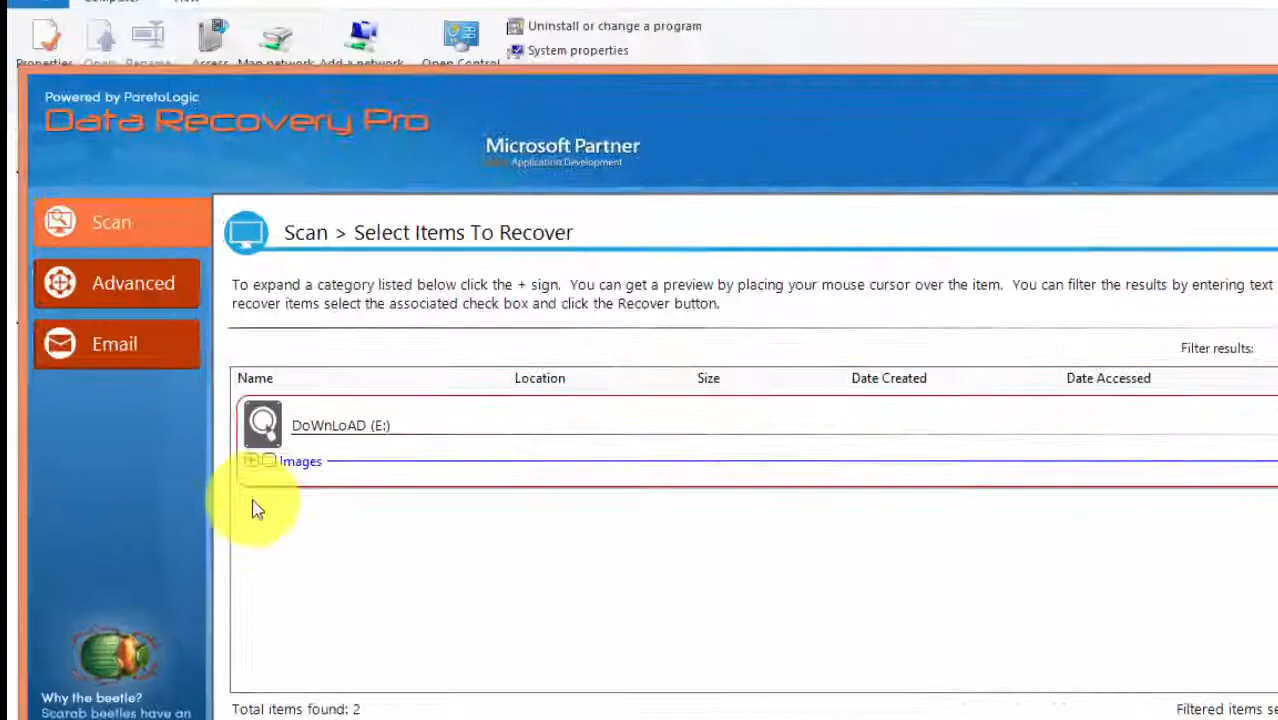 Uninstall or change a program
System properties
Properties Open Rename Access Map network Add a network Open Control
Powered by ParetoLogic
Data Recovery Pro
Microsoft Partner
Application Development
Scan
Advanced
Email
Scan > Select Items To Recover
To expand a category listed below click the + sign. You can get a preview by placing your mouse cursor over the item. You can filter the results by entering text
recover items select the associated check box and click the Recover button.
Filter results:
Name Location Size Date Created Date Accessed
DoWnLoAD (E:)
Images
Why the beetle?
Scarab beetles have an
Total items found: 2
Filtered items se